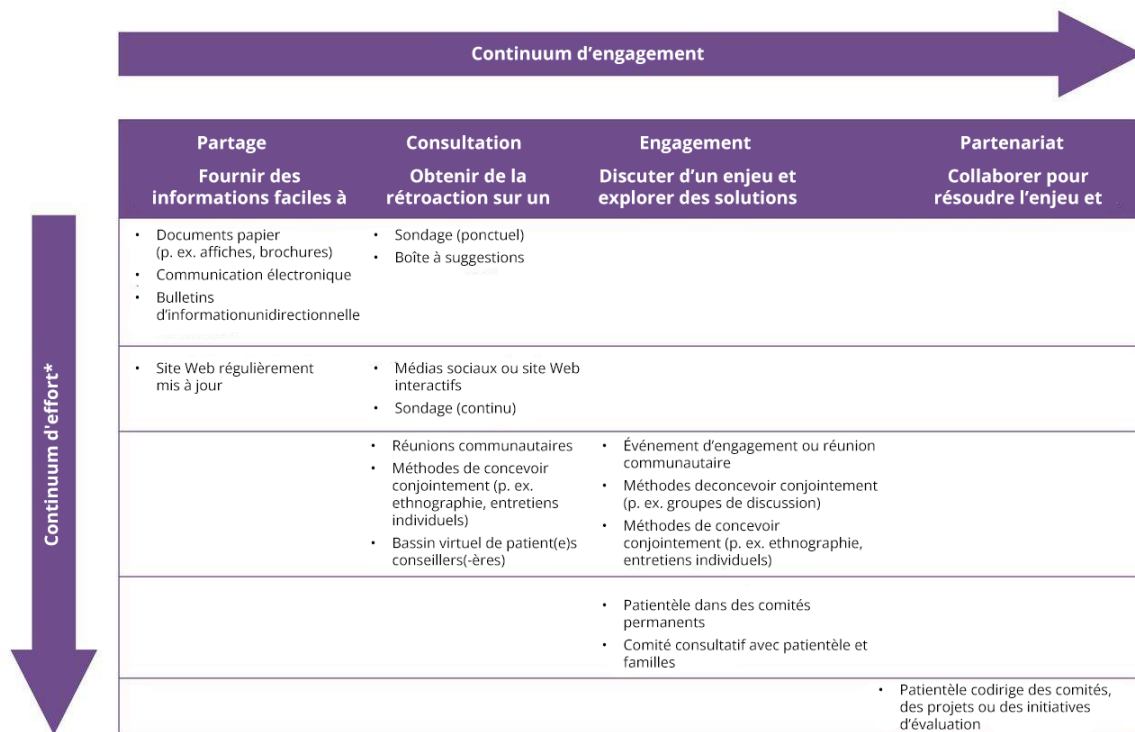 Continuum d’engagement
Partage
Fournir des
informations faciles à
Consultation
Obtenir de la
rétroaction sur un
Engagement
Discuter d’un enjeu et
explorer des solutions
Partenariat
Collaborer pour
résoudre l’enjeu et
Continuum d'effort*
• Documents papier
(p. ex. affiches, brochures)
• Communication électronique
• Bulletins
d’informationunidirectionnelle
• Sondage (ponctuel)
• Boîte à suggestions
• Site Web régulièrement
mis à jour
• Médias sociaux ou site Web
interactifs
• Sondage (continu)
• Réunions communautaires
• Méthodes de concevoir
conjointement (p. ex.
ethnographie, entretiens
individuels)
• Bassin virtuel de patient(e)s
conseillers(-ères)
• Événement d’engagement ou réunion
communautaire
• Méthodes deconcevoir conjointement
(p. ex. groupes de discussion)
• Méthodes de concevoir
conjointement (p. ex. ethnographie,
entretiens individuels)
• Patientèle dans des comités
permanents
• Comité consultatif avec patientèle et
familles
• Patientèle codirige des comités,
des projets ou des initiatives
d’évaluation